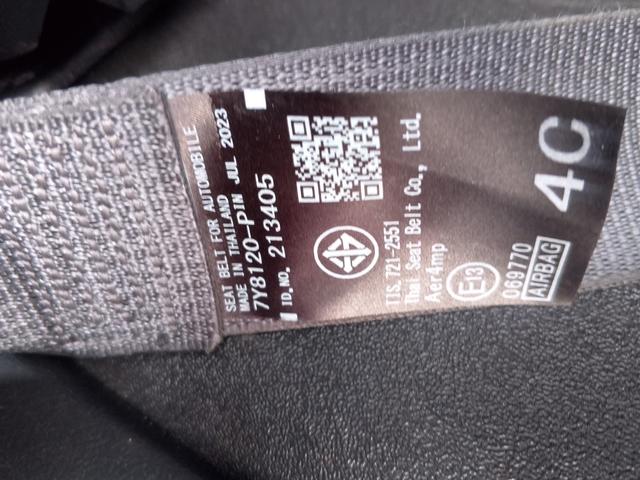 SEAT BELT FOR AUTOMOBILE
MADE IN THAILAND JUL 2023
7Y8120-PIN
ID.NO. 213405
TIS. 721-2551
Thai Seat Belt Co., Ltd.
Aer4mp
E13
069770
AIRBAG
4C